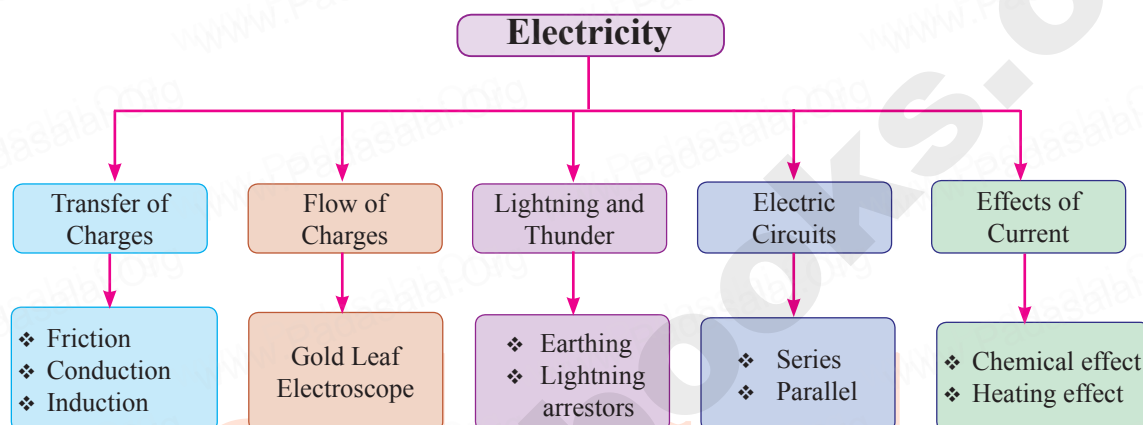 Electricity
Transfer of
Charges
Flow of
Charges
Lightning and
Thunder
Electric
Circuits
Effects of
Current
❖ Friction
❖ Conduction
❖ Induction
Gold Leaf
Electroscope
❖ Earthing
❖ Lightning
arrestors
❖ Series
❖ Parallel
❖ Chemical effect
❖ Heating effect